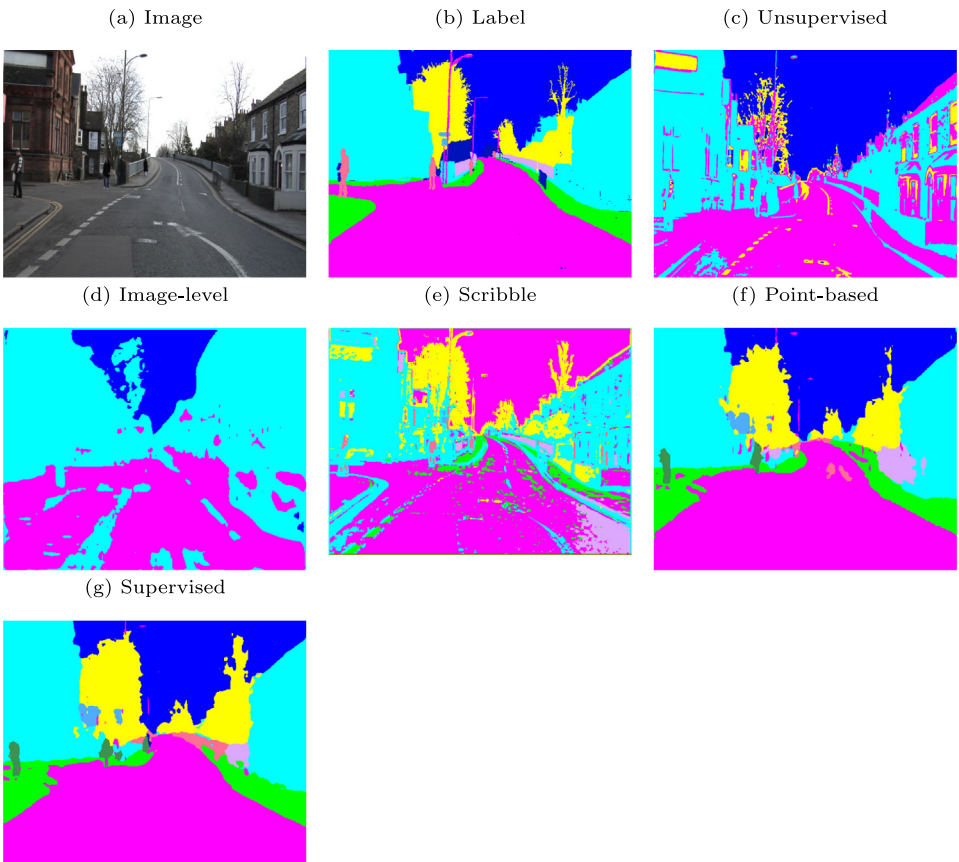 (a) Image
(b) Label
(c) Unsupervised
(d) Image-level
(e) Scribble
(f) Point-based
(g) Supervised